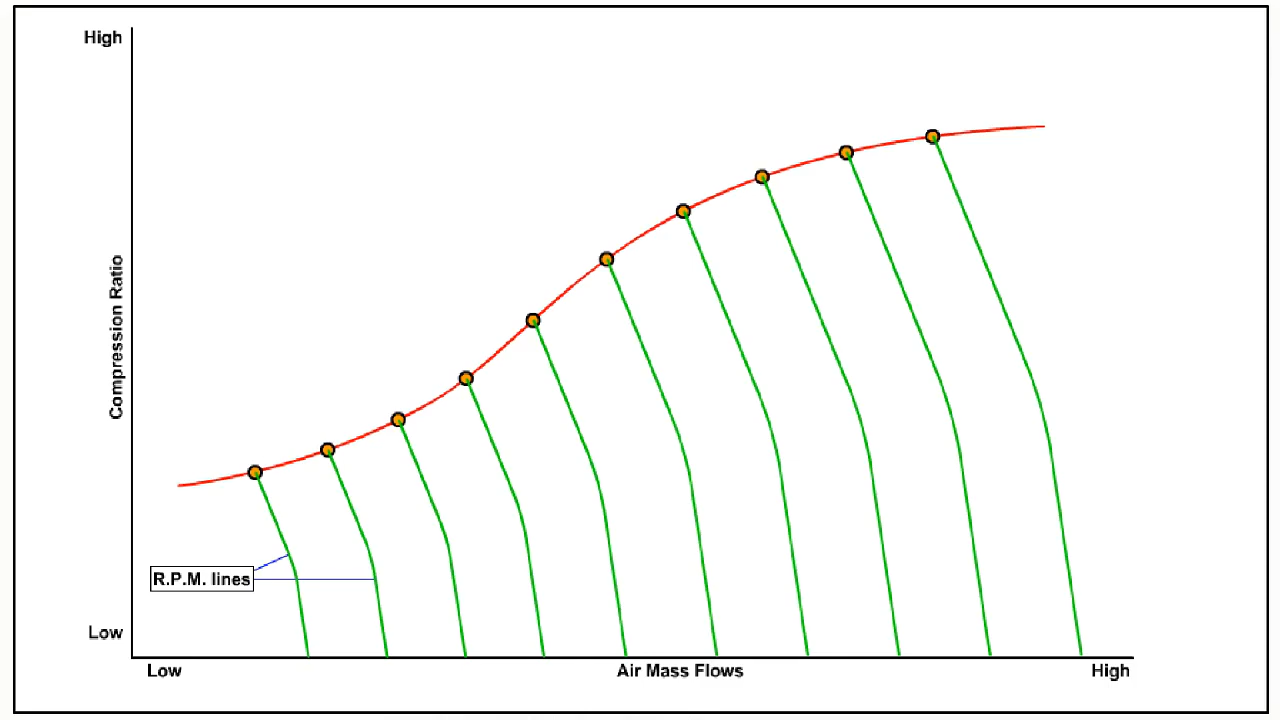 High
Compression Ratio
R.P.M. lines
Low
Low
Air Mass Flows
High